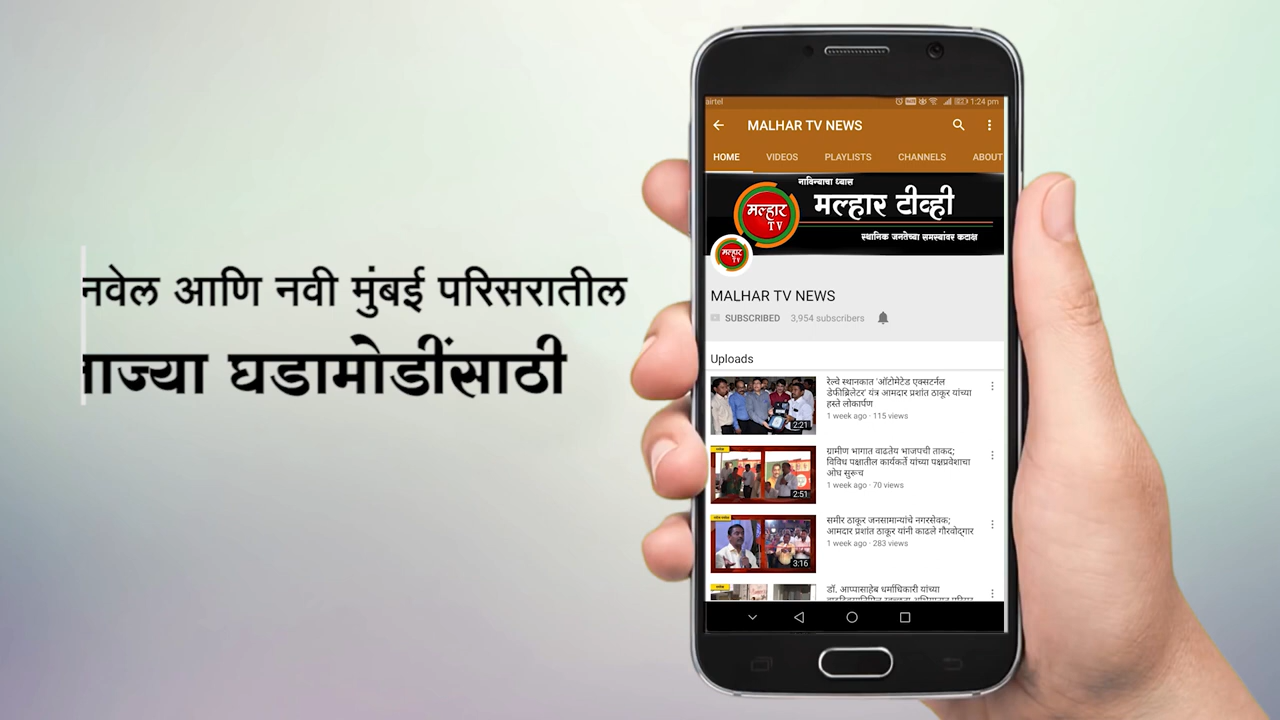 नवेल आणि नवी मुंबई परिसरातील
ाज्या घडामोडींसाठी
airtel
1:24 pm
MALHAR TV NEWS
HOME VIDEOS PLAYLISTS CHANNELS ABOUT
नाविन्याचा ध्यास
मल्हार टीव्ही
स्थानिक जनतेच्या समस्यांवर कटाक्ष
मल्हार
TV
मल्हार
TV
MALHAR TV NEWS
SUBSCRIBED 3,954 subscribers
Uploads
रेल्वे स्थानकात 'ऑटोमेटेड एक्सटर्नल
डेफीब्रिलेटर' यंत्र आमदार प्रशांत ठाकूर यांच्या
हस्ते लोकार्पण
1 week ago · 115 views
2:21
ग्रामीण भागात वाढतेय भाजपची ताकद;
विविध पक्षातील कार्यकर्ते यांच्या पक्षप्रवेशाचा
ओघ सुरूच
1 week ago · 70 views
2:51
समीर ठाकूर जनसामान्यांचे नगरसेवक;
आमदार प्रशांत ठाकूर यांनी काढले गौरवोद्गार
1 week ago · 283 views
3:16
डॉ. आप्पासाहेब धर्माधिकारी यांच्या